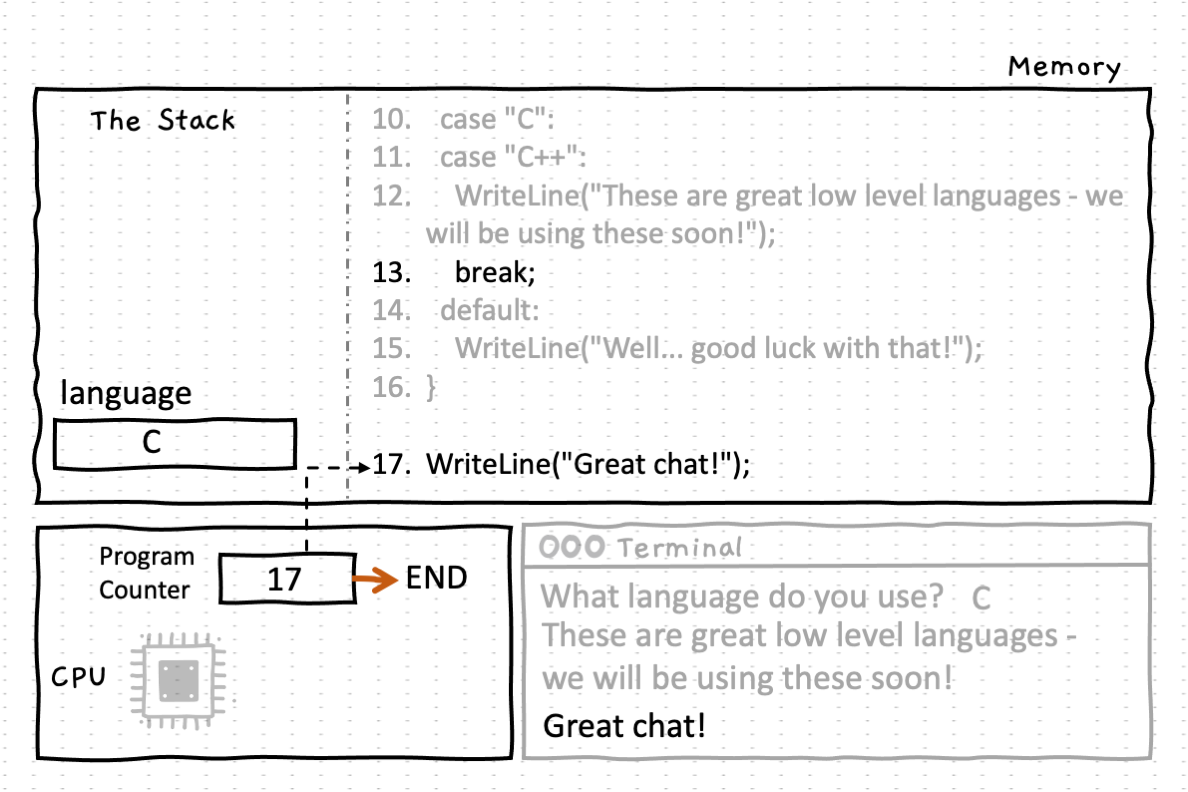 Memory
The Stack
10. case "C":
11. case "C++":
12. WriteLine("These are great low level languages - we
will be using these soon!");
13. break;
14. default:
15. WriteLine("Well... good luck with that!");
16. }
language
C
17. WriteLine("Great chat!");
Program
Counter
17
END
CPU
Terminal
What language do you use? C
These are great low level languages -
we will be using these soon!
Great chat!